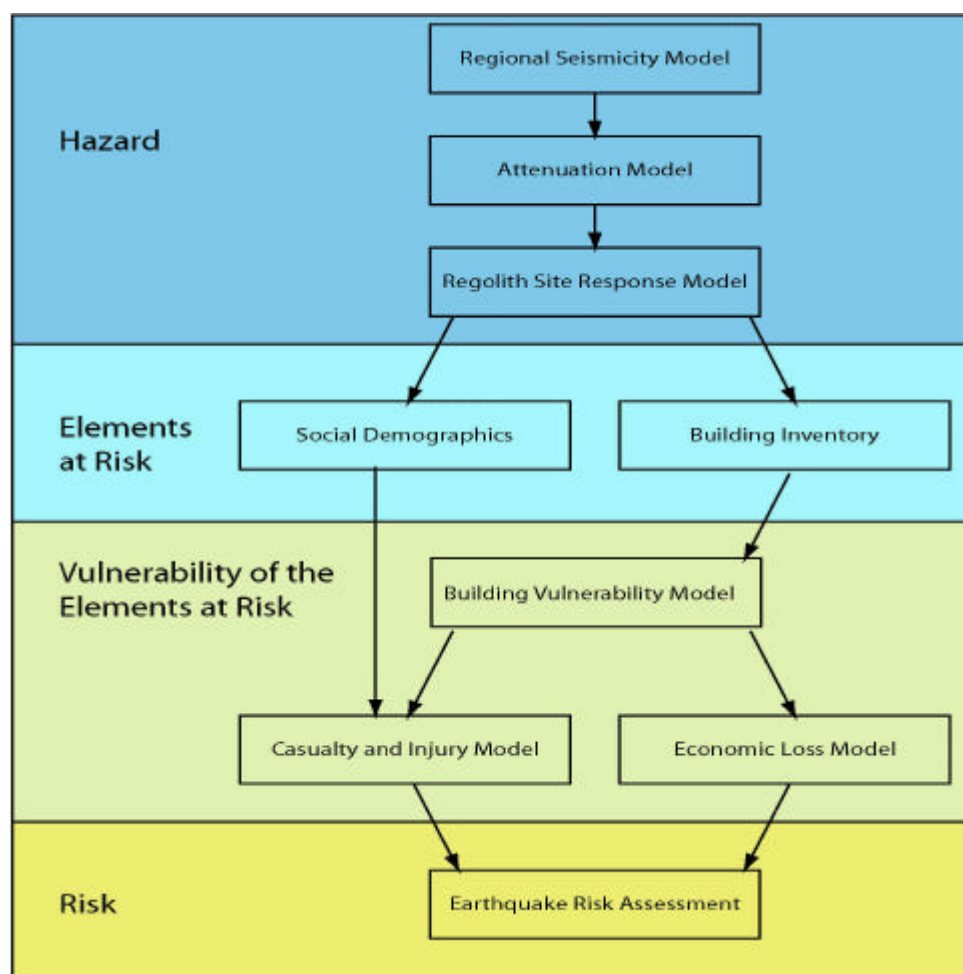 Regional Seismicity Model
Hazard
Attenuation Model
Regolith Site Response Model
Elements
at Risk
Social Demographics
Building Inventory
Vulnerability of the
Elements at Risk
Building Vulnerability Model
Casualty and Injury Model
Economic Loss Model
Risk
Earthquake Risk Assessment